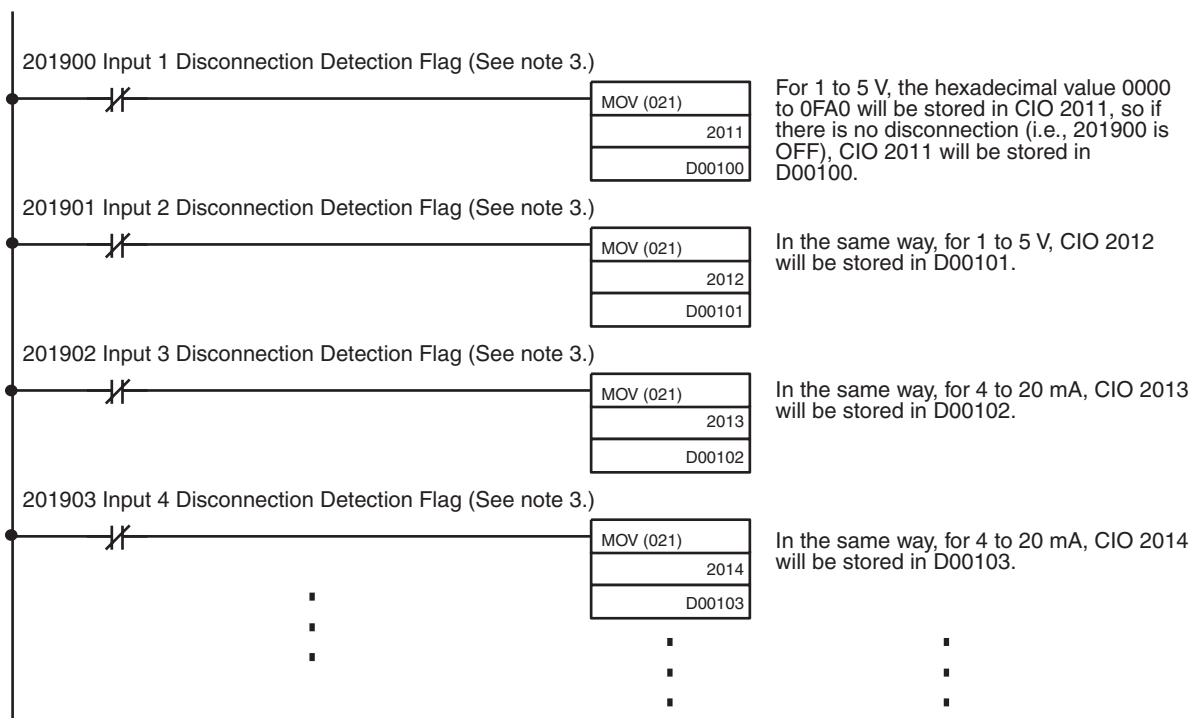 201900 Input 1 Disconnection Detection Flag (See note 3.)
MOV (021)
2011
D00100
For 1 to 5 V, the hexadecimal value 0000
to 0FA0 will be stored in CIO 2011, so if
there is no disconnection (i.e., 201900 is
OFF), CIO 2011 will be stored in
D00100.
201901 Input 2 Disconnection Detection Flag (See note 3.)
MOV (021)
2012
D00101
In the same way, for 1 to 5 V, CIO 2012
will be stored in D00101.
201902 Input 3 Disconnection Detection Flag (See note 3.)
MOV (021)
2013
D00102
In the same way, for 4 to 20 mA, CIO 2013
will be stored in D00102.
201903 Input 4 Disconnection Detection Flag (See note 3.)
MOV (021)
2014
D00103
In the same way, for 4 to 20 mA, CIO 2014
will be stored in D00103.